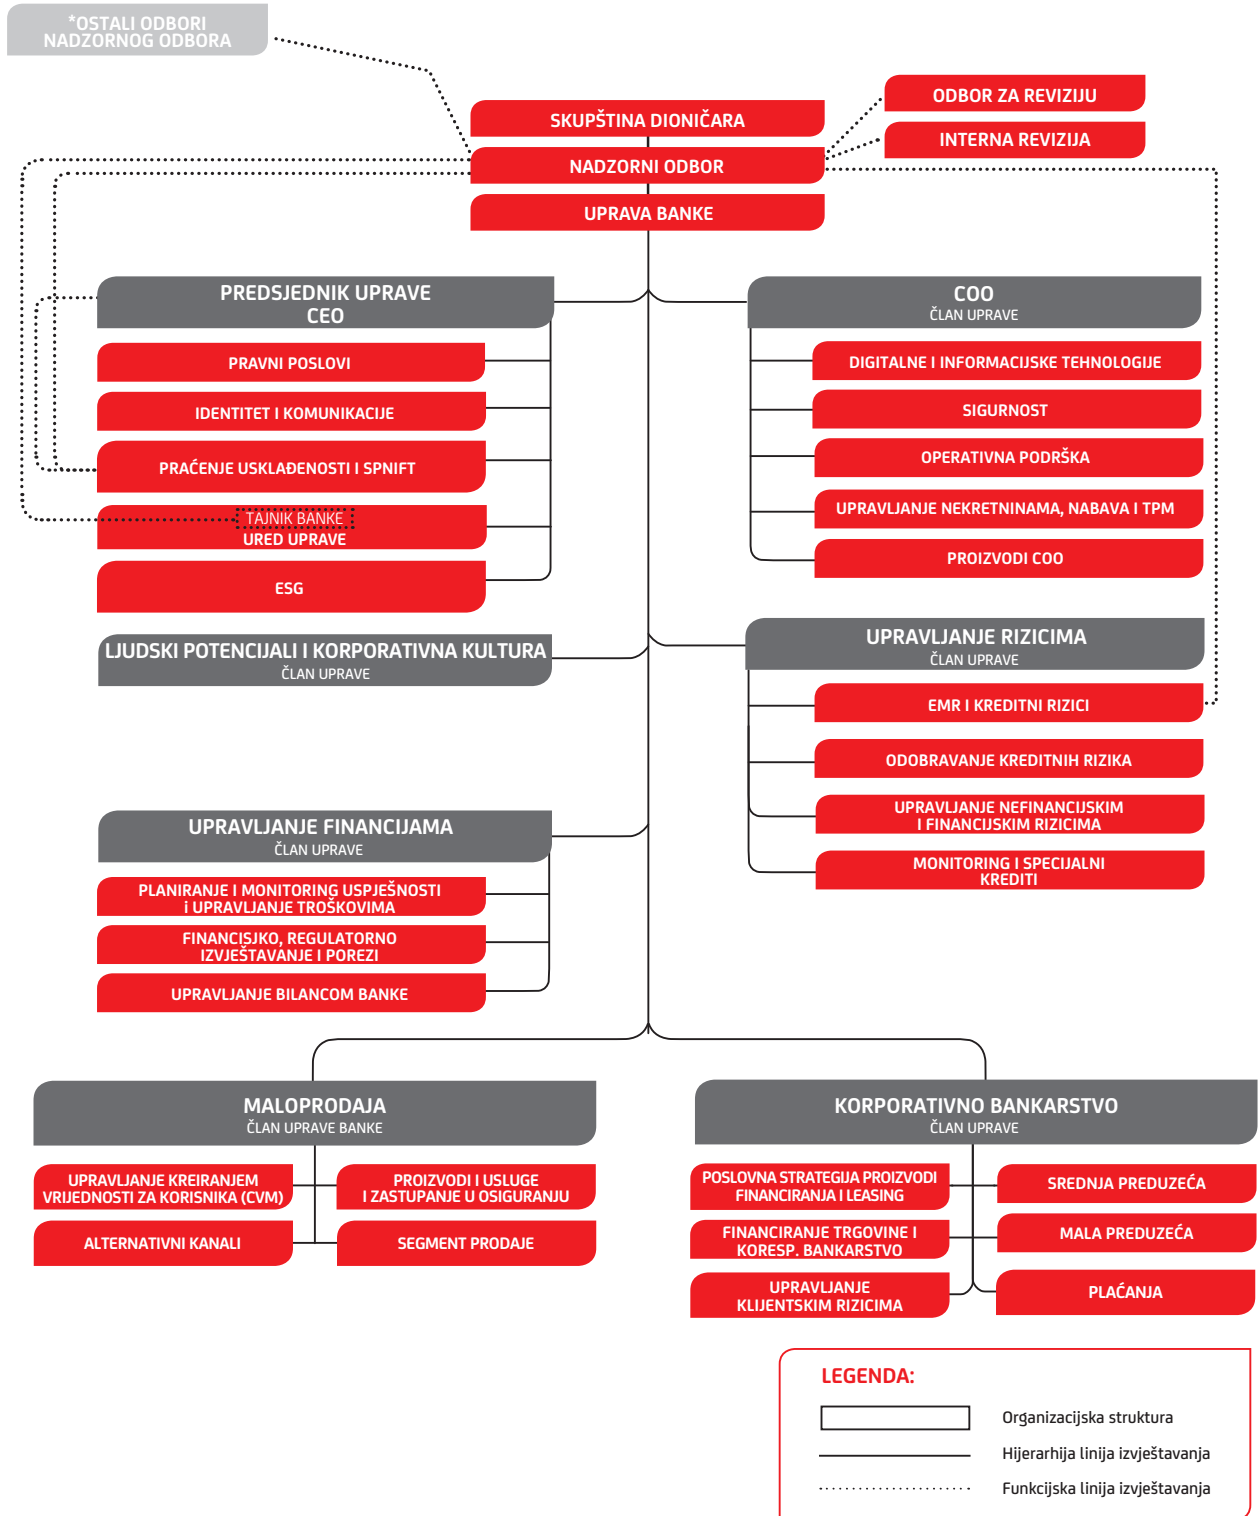 *OSTALI ODBORI
NADZORNOG ODBORA
SKUPŠTINA DIONIČARA
NADZORNI ODBOR
UPRAVA BANKE
ODBOR ZA REVIZIJU
INTERNA REVIZIJA
PREDSJEDNIK UPRAVE
CEO
PRAVNI POSLOVI
IDENTITET I KOMUNIKACIJE
PRAĆENJE USKLAĐENOSTI I SPNIFT
TAJNIK BANKE
URED UPRAVE
ESG
COO
ČLAN UPRAVE
DIGITALNE I INFORMACIJSKE TEHNOLOGIJE
SIGURNOST
OPERATIVNA PODRŠKA
UPRAVLJANJE NEKRETNINAMA, NABAVA I TPM
PROIZVODI COO
LJUDSKI POTENCIJALI I KORPORATIVNA KULTURA
ČLAN UPRAVE
UPRAVLJANJE RIZICIMA
ČLAN UPRAVE
EMR I KREDITNI RIZICI
ODOBRAVANJE KREDITNIH RIZIKA
UPRAVLJANJE NEFINANCIJSKIM
I FINANCIJSKIM RIZICIMA
MONITORING I SPECIJALNI
KREDITI
UPRAVLJANJE FINANCIJAMA
ČLAN UPRAVE
PLANIRANJE I MONITORING USPJEŠNOSTI
i UPRAVLJANJE TROŠKOVIMA
FINANCISJKO, REGULATORNO
IZVJEŠTAVANJE I POREZI
UPRAVLJANJE BILANCOM BANKE
MALOPRODAJA
ČLAN UPRAVE BANKE
UPRAVLJANJE KREIRANJEM
VRIJEDNOSTI ZA KORISNIKA (CVM)
PROIZVODI I USLUGE
I ZASTUPANJE U OSIGURANJU
ALTERNATIVNI KANALI
SEGMENT PRODAJE
KORPORATIVNO BANKARSTVO
ČLAN UPRAVE
POSLOVNA STRATEGIJA PROIZVODI
FINANCIRANJA I LEASING
SREDNJA PREDUZEĆA
FINANCIRANJE TRGOVINE I
KORESP. BANKARSTVO
MALA PREDUZEĆA
UPRAVLJANJE
KLIJENTSKIM RIZICIMA
PLAĆANJA
LEGENDA:
Organizacijska struktura
Hijerarhija linija izvještavanja
Funkcijska linija izvještavanja